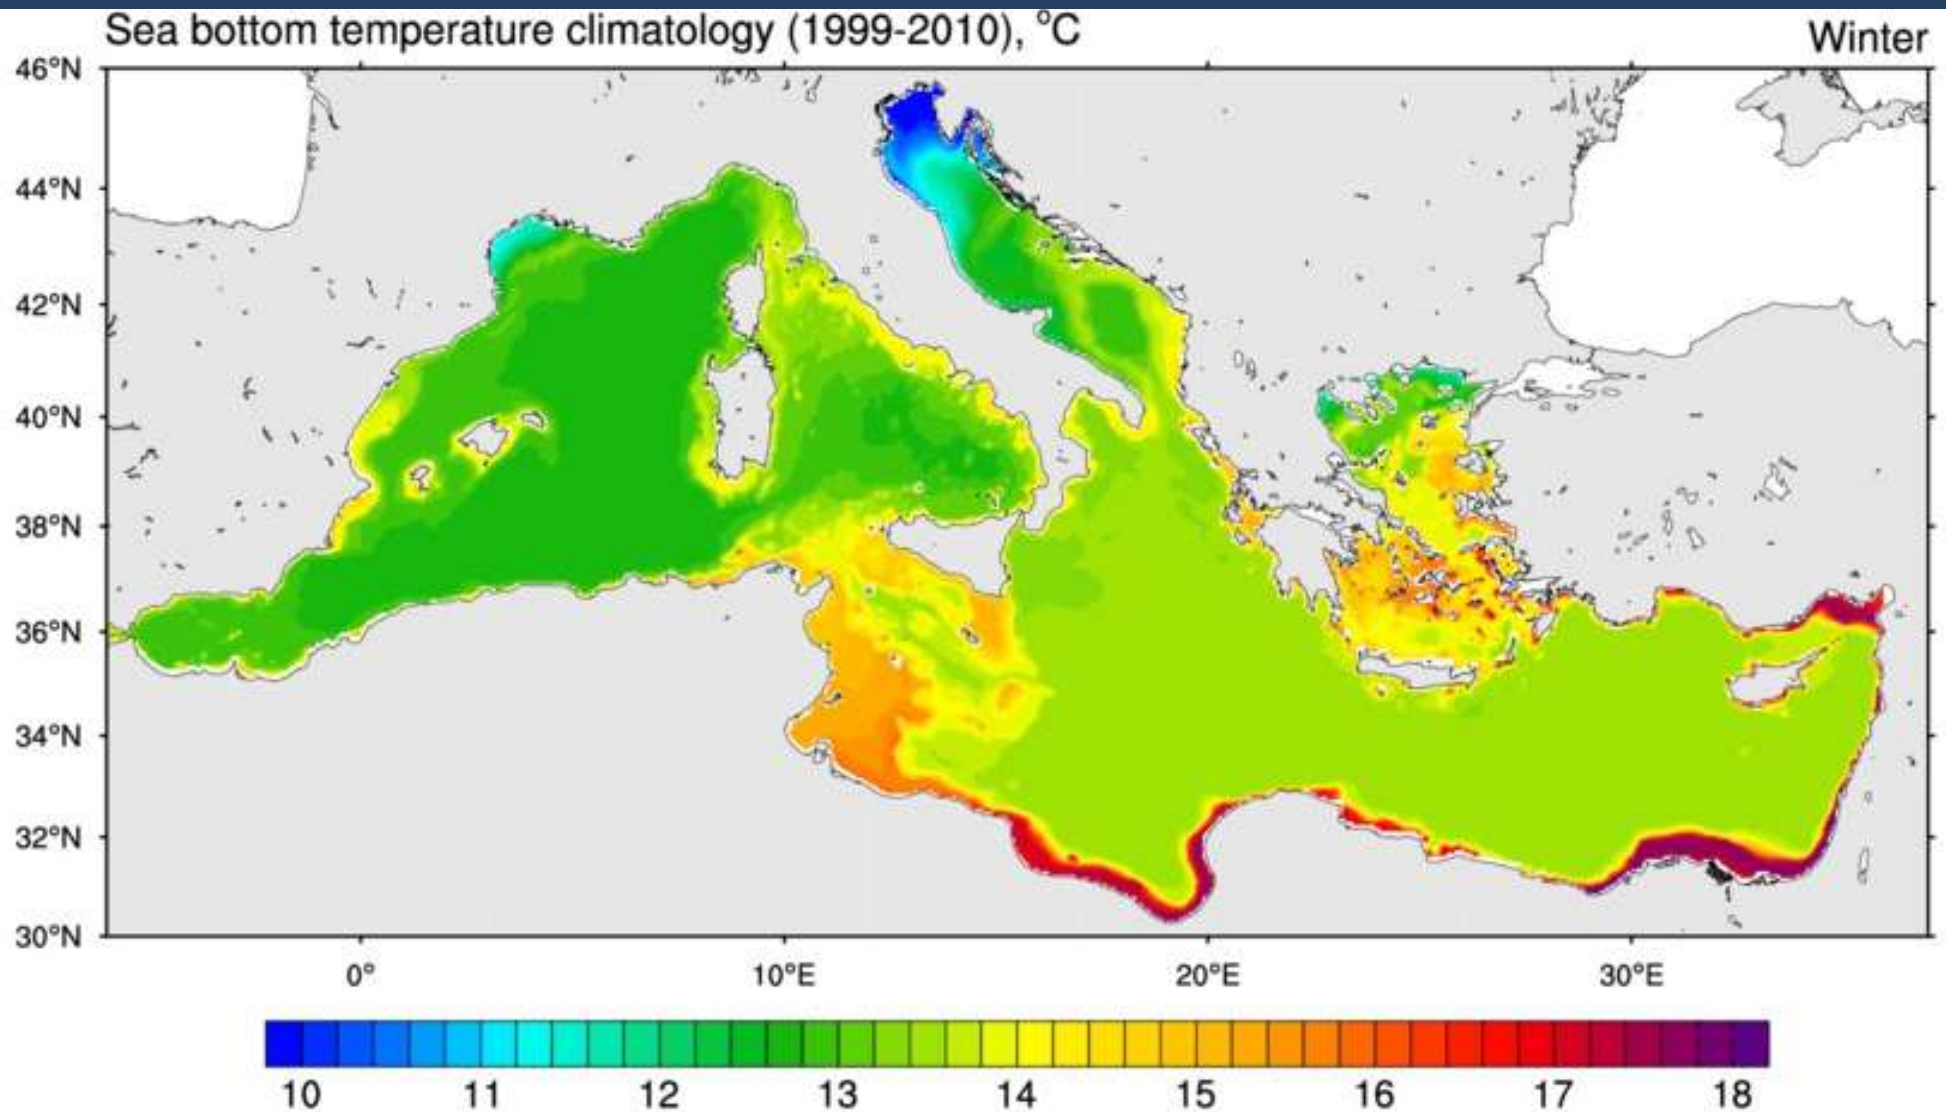 Sea bottom temperature climatology (1999-2010), °C
Winter
46°N
44°N
42°N
40°N
38°N
36°N
34°N
32°N
30°N
0° 10°E 20°E 30°E
10 11 12 13 14 15 16 17 18